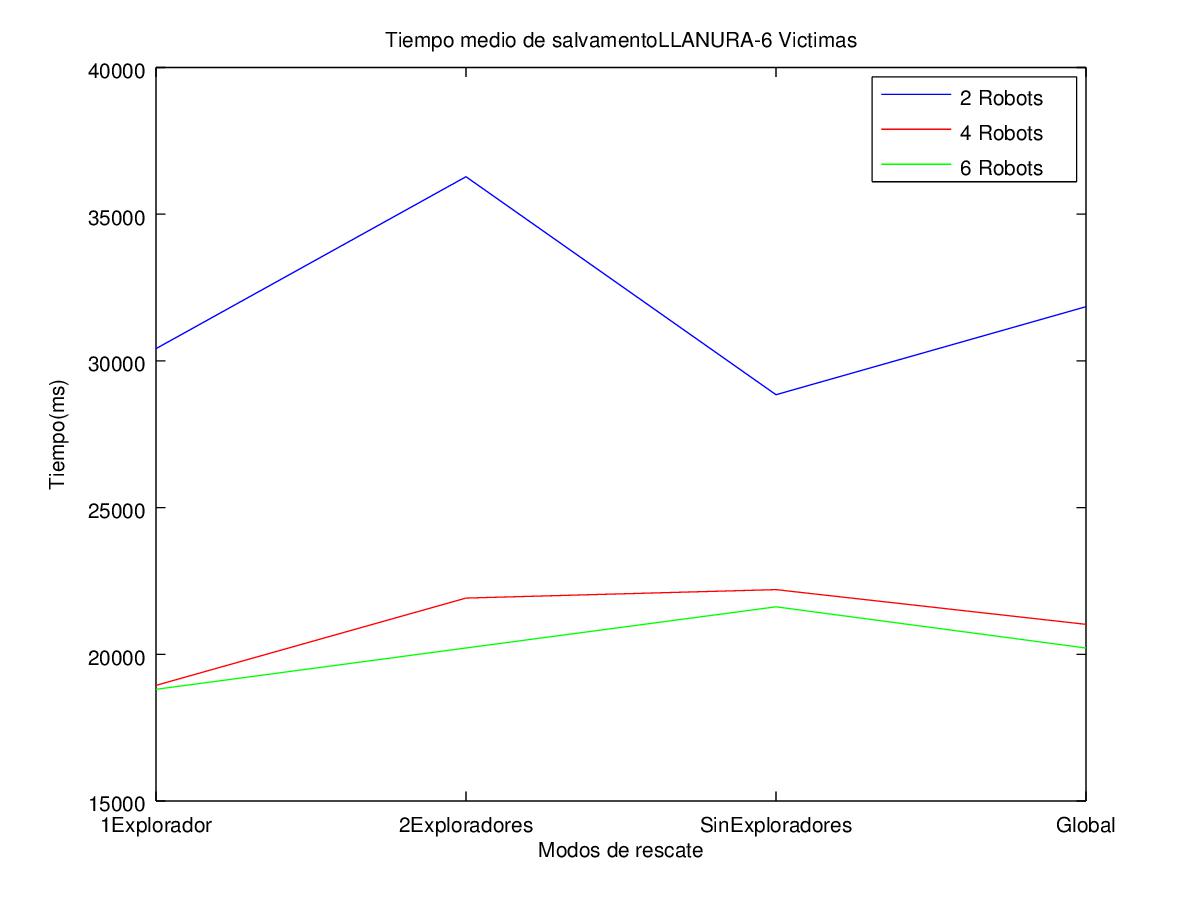 Tiempo medio de salvamentoLLANURA-6 Victimas
40000
35000
30000
25000
20000
15000
Tiempo(ms)
2 Robots
4 Robots
6 Robots
1Explorador
2Exploradores
SinExploradores
Global
Modos de rescate